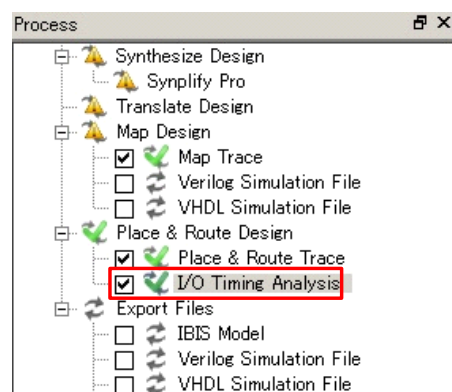 Process
Synthesize Design
Synplify Pro
Translate Design
Map Design
Map Trace
Verilog Simulation File
VHDL Simulation File
Place & Route Design
Place & Route Trace
I/O Timing Analysis
Export Files
IBIS Model
Verilog Simulation File
VHDL Simulation File